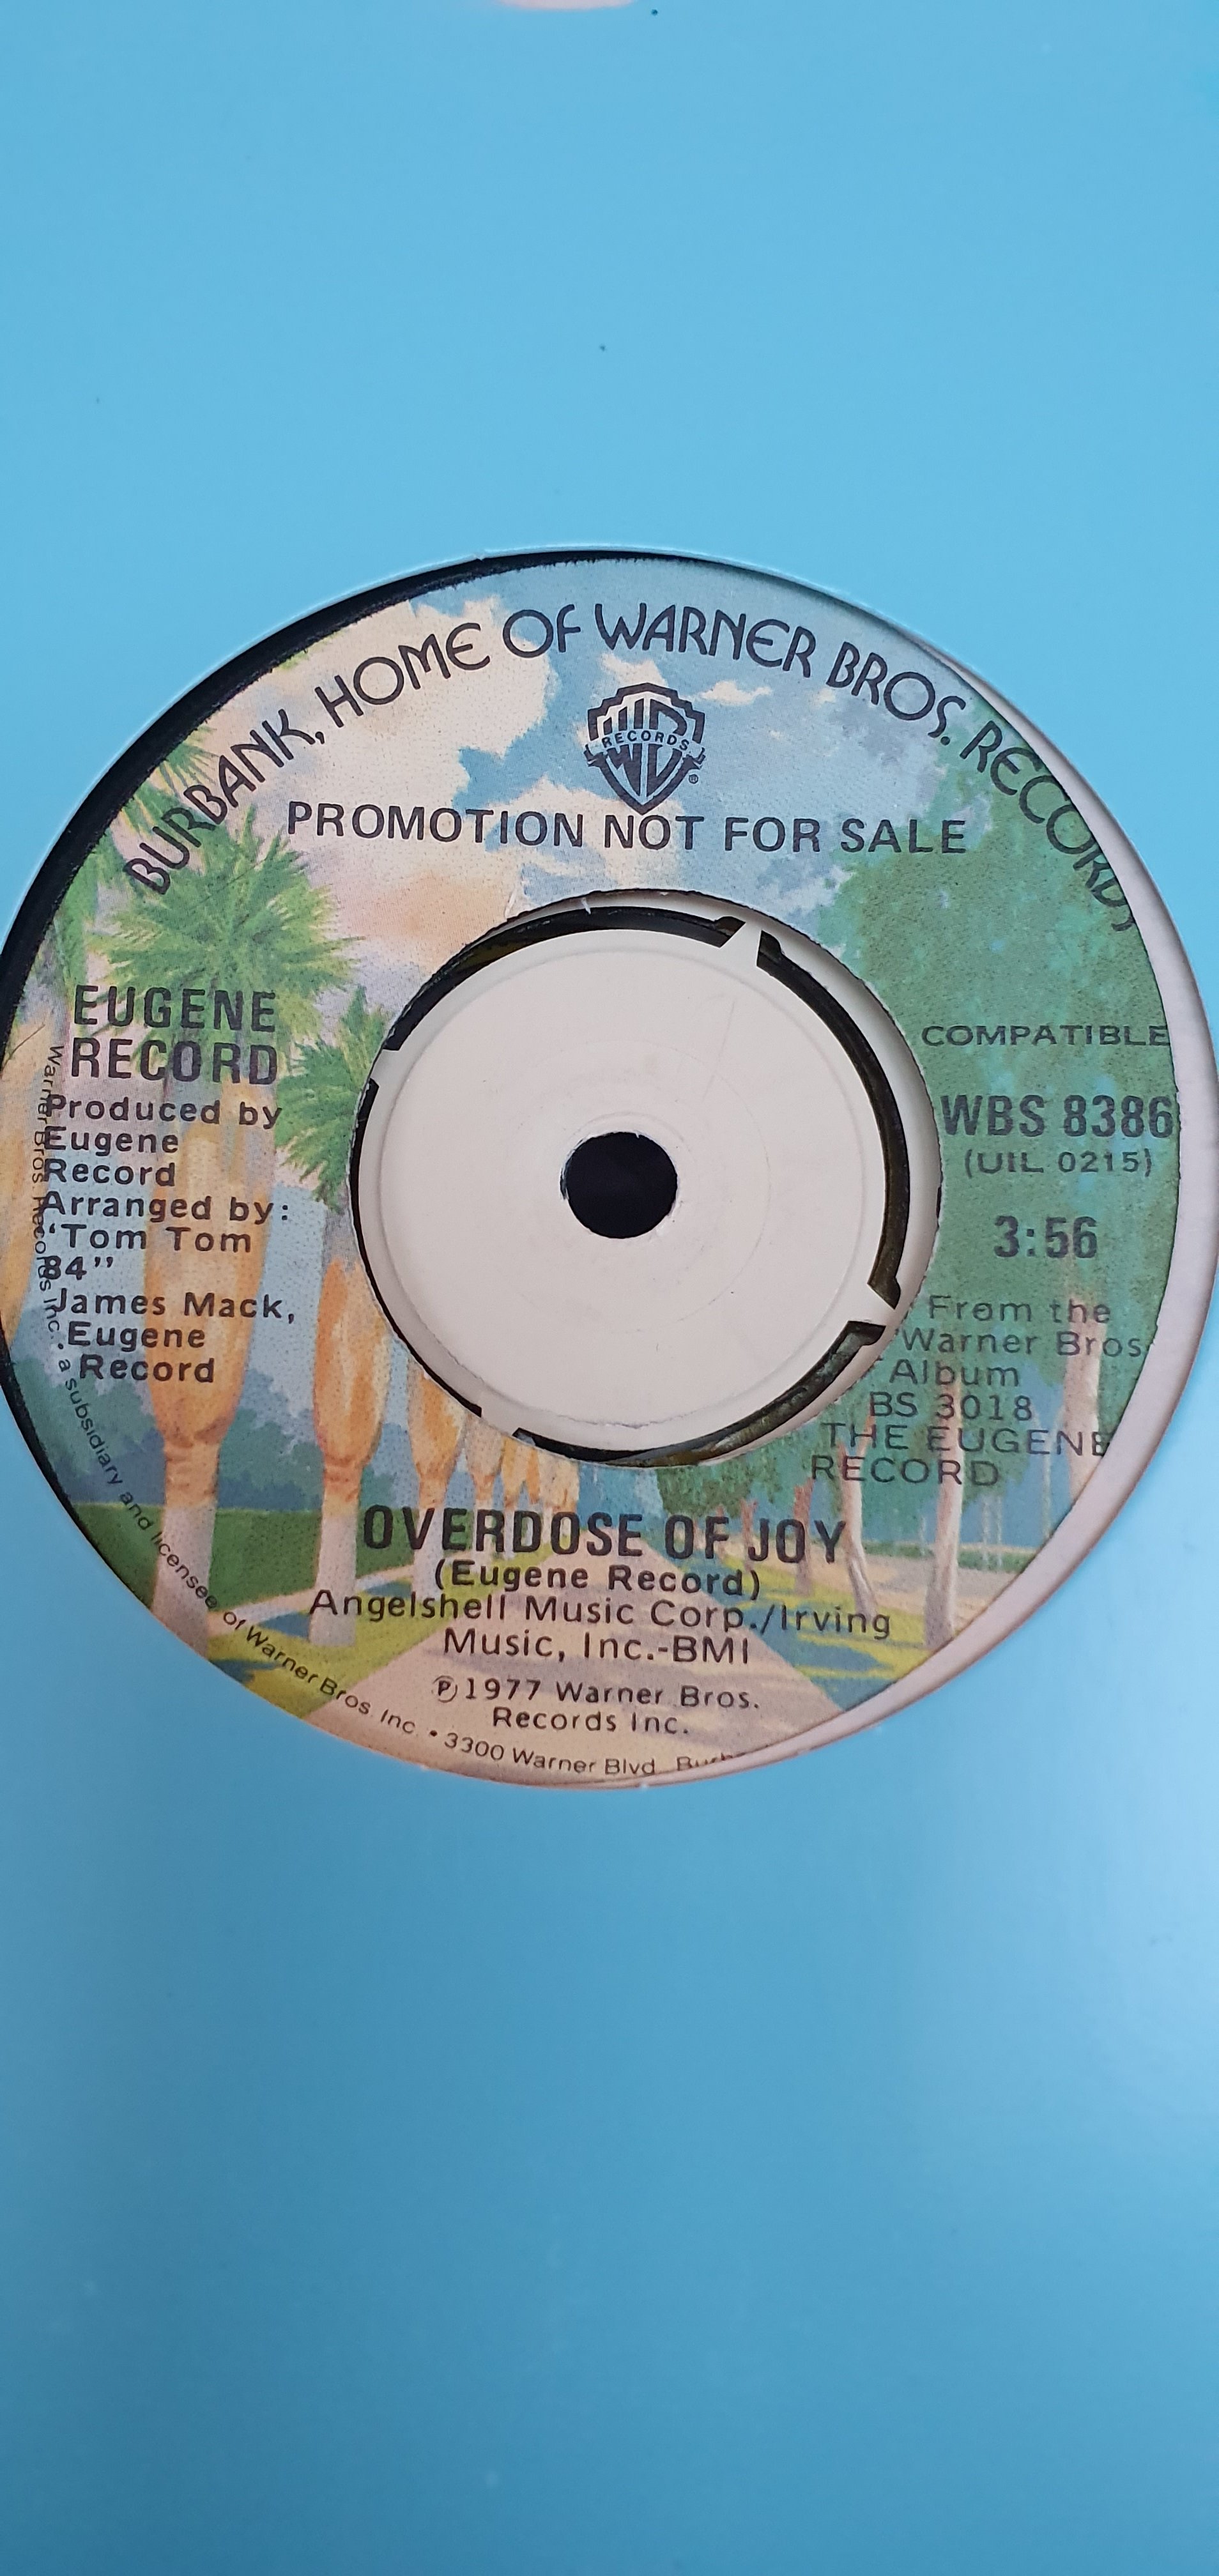 BURBANK, HOME OF WARNER BROS. RECORDS
WB
RECORDS
®
PROMOTION NOT FOR SALE
EUGENE
RECORD
Produced by
Eugene
Record
Arranged by:
"Tom Tom
84"
James Mack,
Eugene
Record
COMPATIBLE
WBS 8386
(UIL 0215)
3:56
From the
Warner Bros
Album
BS 3018
THE EUGENE
RECORD
OVERDOSE OF JOY
(Eugene Record)
Angelshell Music Corp./Irving
Music, Inc.-BMI
℗1977 Warner Bros.
Records Inc.
Warner Bros. Records Inc., a subsidiary and licensee of Warner Bros. Inc. • 3300 Warner Blvd.